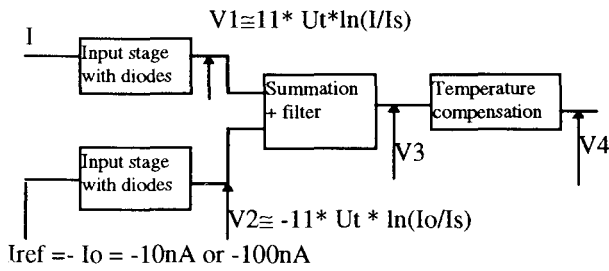 V1≅11* Ut*ln(I/Is)
I
Input stage
with diodes
Summation
+ filter
Temperature
compensation
V3
V4
Input stage
with diodes
V2≅ -11* Ut * ln(Io/Is)
Iref =- Io = -10nA or -100nA